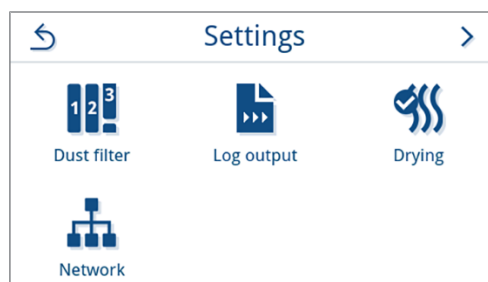 Settings
1 2 3
Dust filter
Log output
Drying
Network